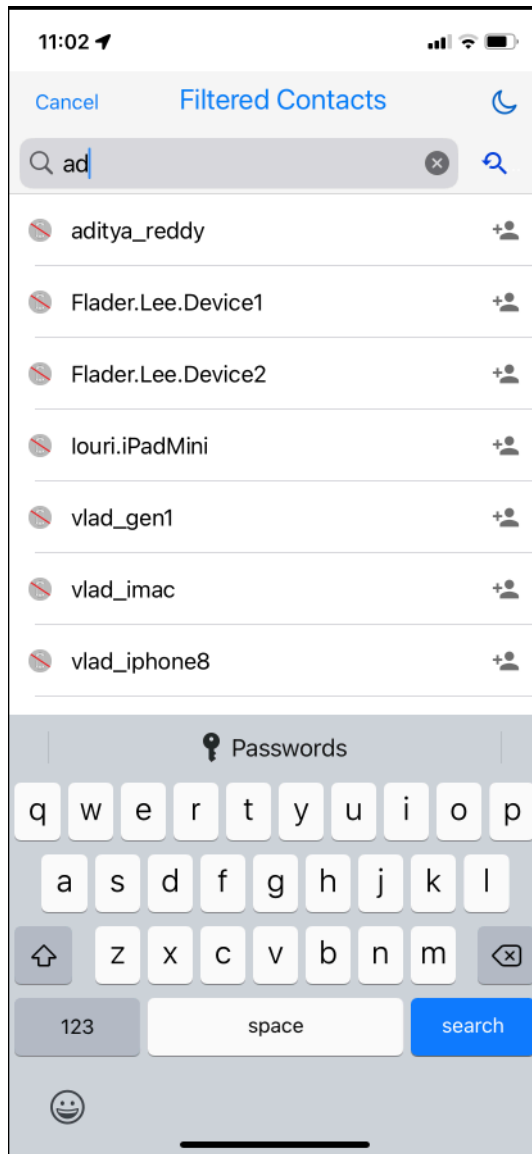 11:02
Cancel Filtered Contacts
ad
aditya_reddy
Flader.Lee.Device1
Flader.Lee.Device2
louri.iPadMini
vlad_gen1
vlad_imac
vlad_iphone8
Passwords
q w e r t y u i o p
a s d f g h j k l
z x c v b n m
123 space search